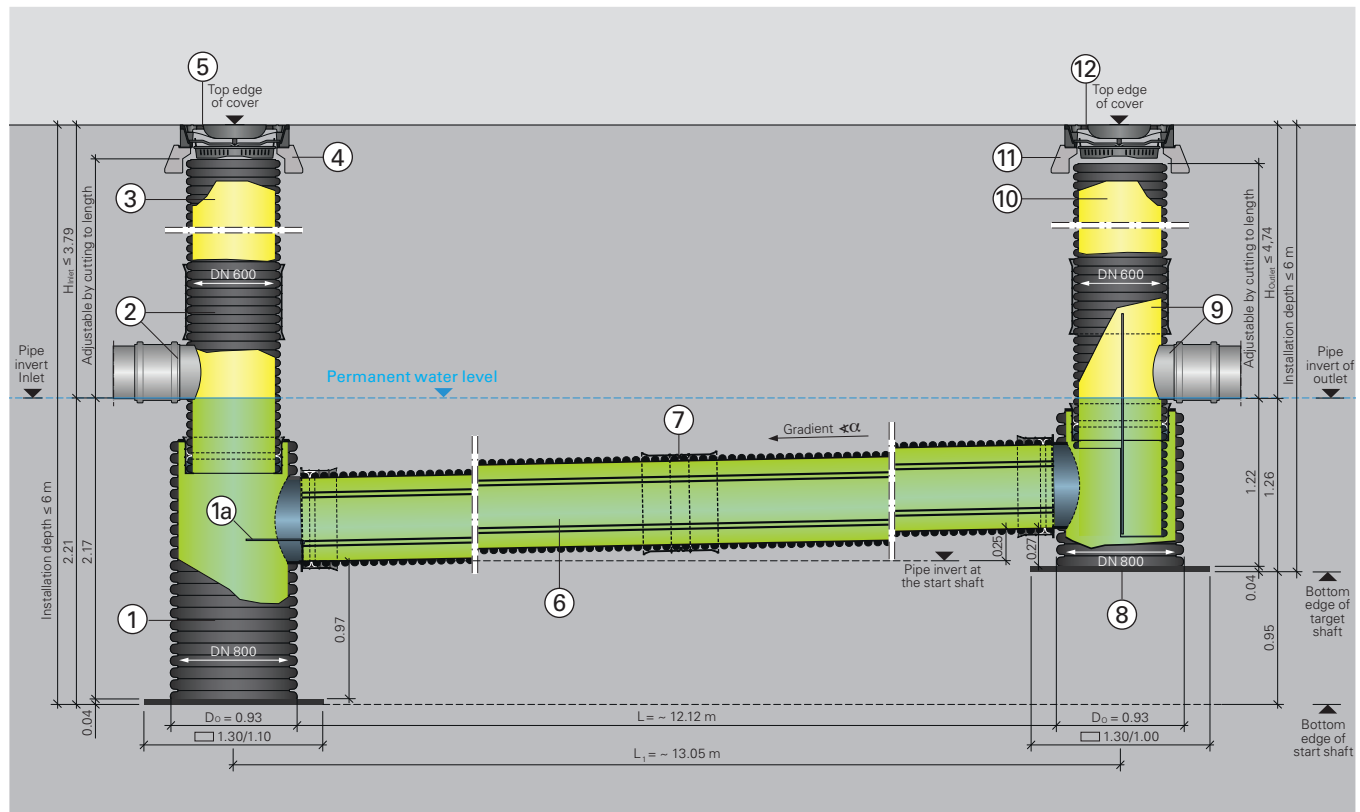 5
Top edge
of cover
12
Top edge
of cover
4
11
3
10
H Inlet ≤ 3.79
Adjustable by cutting to length
DN 600
DN 600
Adjustable by cutting to length
H Outlet ≤ 4,74
Installation depth ≤ 6 m
2
9
Pipe
invert
Inlet
Permanent water level
Pipe
invert of
outlet
7
Gradient ∢α
1a
Installation depth ≤ 6 m
2.21
2.17
1.22
1.26
0.25
0.27
Pipe invert at
the start shaft
6
DN 800
8
0.04
Bottom
edge of
target
shaft
1
0.97
0.95
DN 800
0.04
D₀ = 0.93
L = ~ 12.12 m
D₀ = 0.93
1.30/1.10
1.30/1.00
L₁ = ~ 13.05 m
Bottom
edge of
start shaft